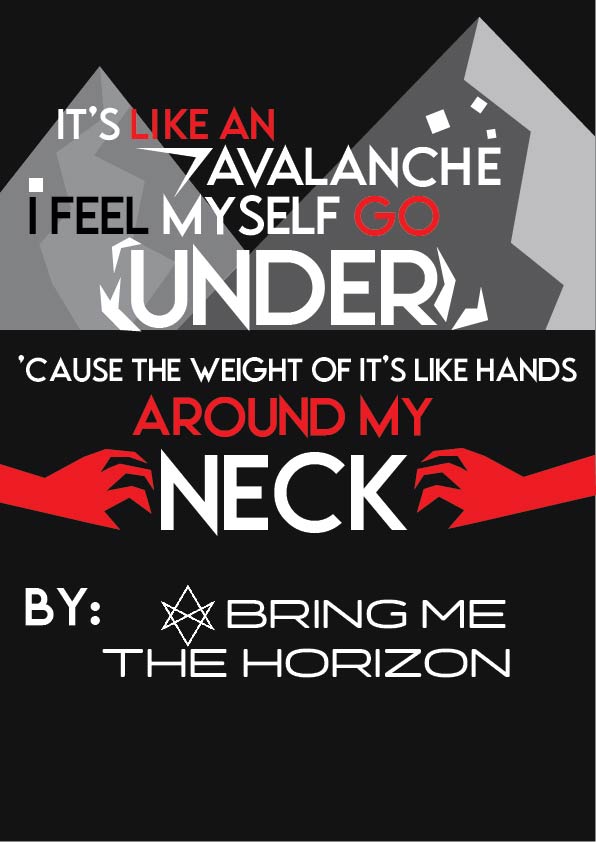 IT'S LIKE AN
AVALANCHE
I FEEL MYSELF GO
UNDER
'CAUSE THE WEIGHT OF IT'S LIKE HANDS
AROUND MY
NECK
BY: BRING ME
THE HORIZON